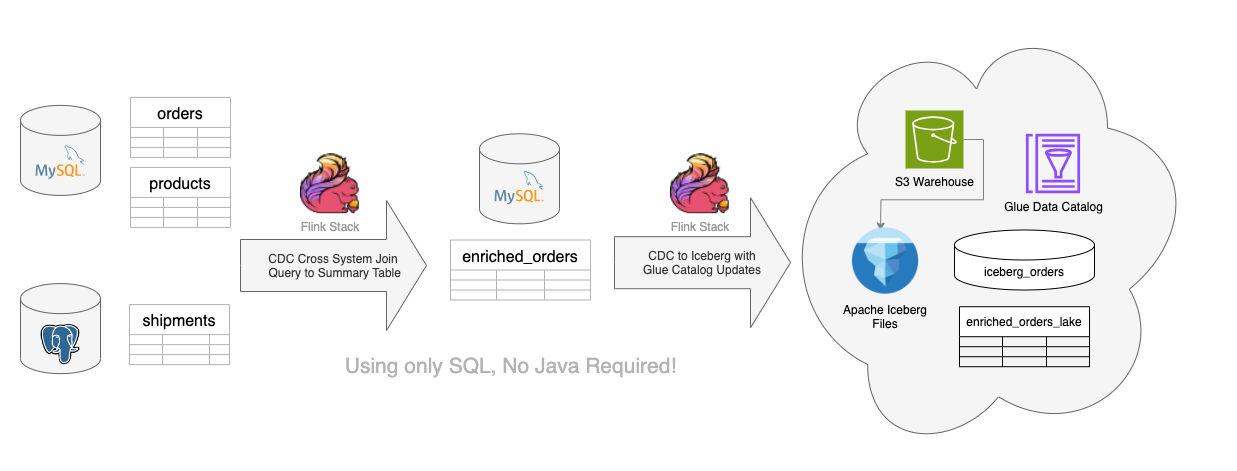 MySQL
orders
products
shipments
Flink Stack
CDC Cross System Join
Query to Summary Table
MySQL
enriched_orders
Flink Stack
CDC to Iceberg with
Glue Catalog Updates
Using only SQL, No Java Required!
S3 Warehouse
Glue Data Catalog
Apache Iceberg
Files
iceberg_orders
enriched_orders_lake